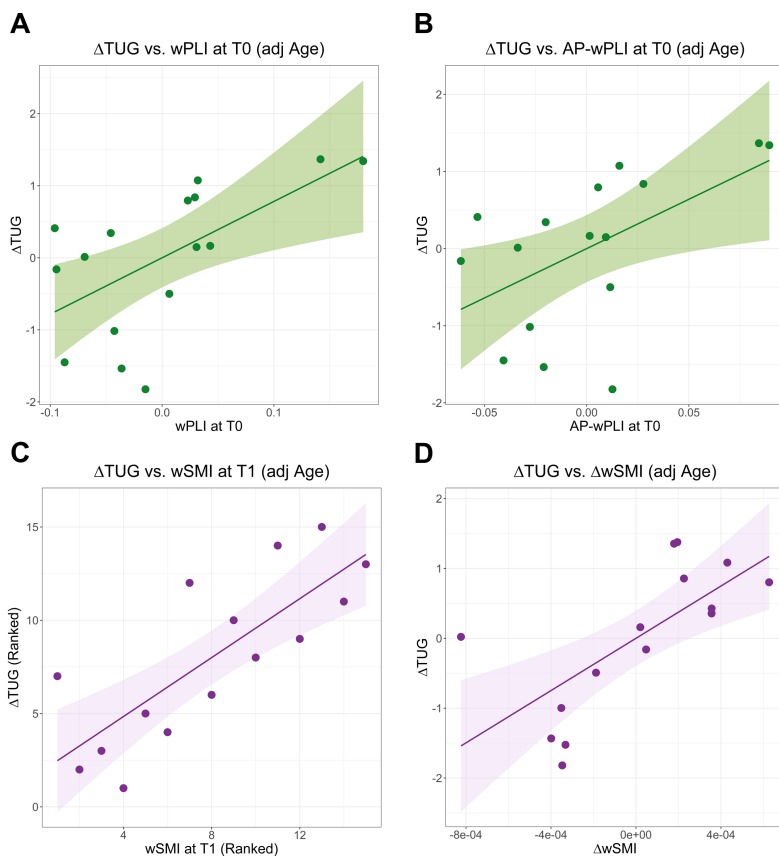 A
ΔTUG vs. wPLI at T0 (adj Age)
2
1
0
-1
-2
ΔTUG
-0.1
0.0
0.1
wPLI at T0
B
ΔTUG vs. AP-wPLI at T0 (adj Age)
2
1
0
-1
-2
ΔTUG
-0.05
0.00
0.05
AP-wPLI at T0
C
ΔTUG vs. wSMI at T1 (adj Age)
15
10
5
0
ΔTUG (Ranked)
4
8
12
wSMI at T1 (Ranked)
D
ΔTUG vs. ΔwSMI (adj Age)
2
1
0
-1
-2
ΔTUG
-8e-04
-4e-04
0e+00
4e-04
ΔwSMI